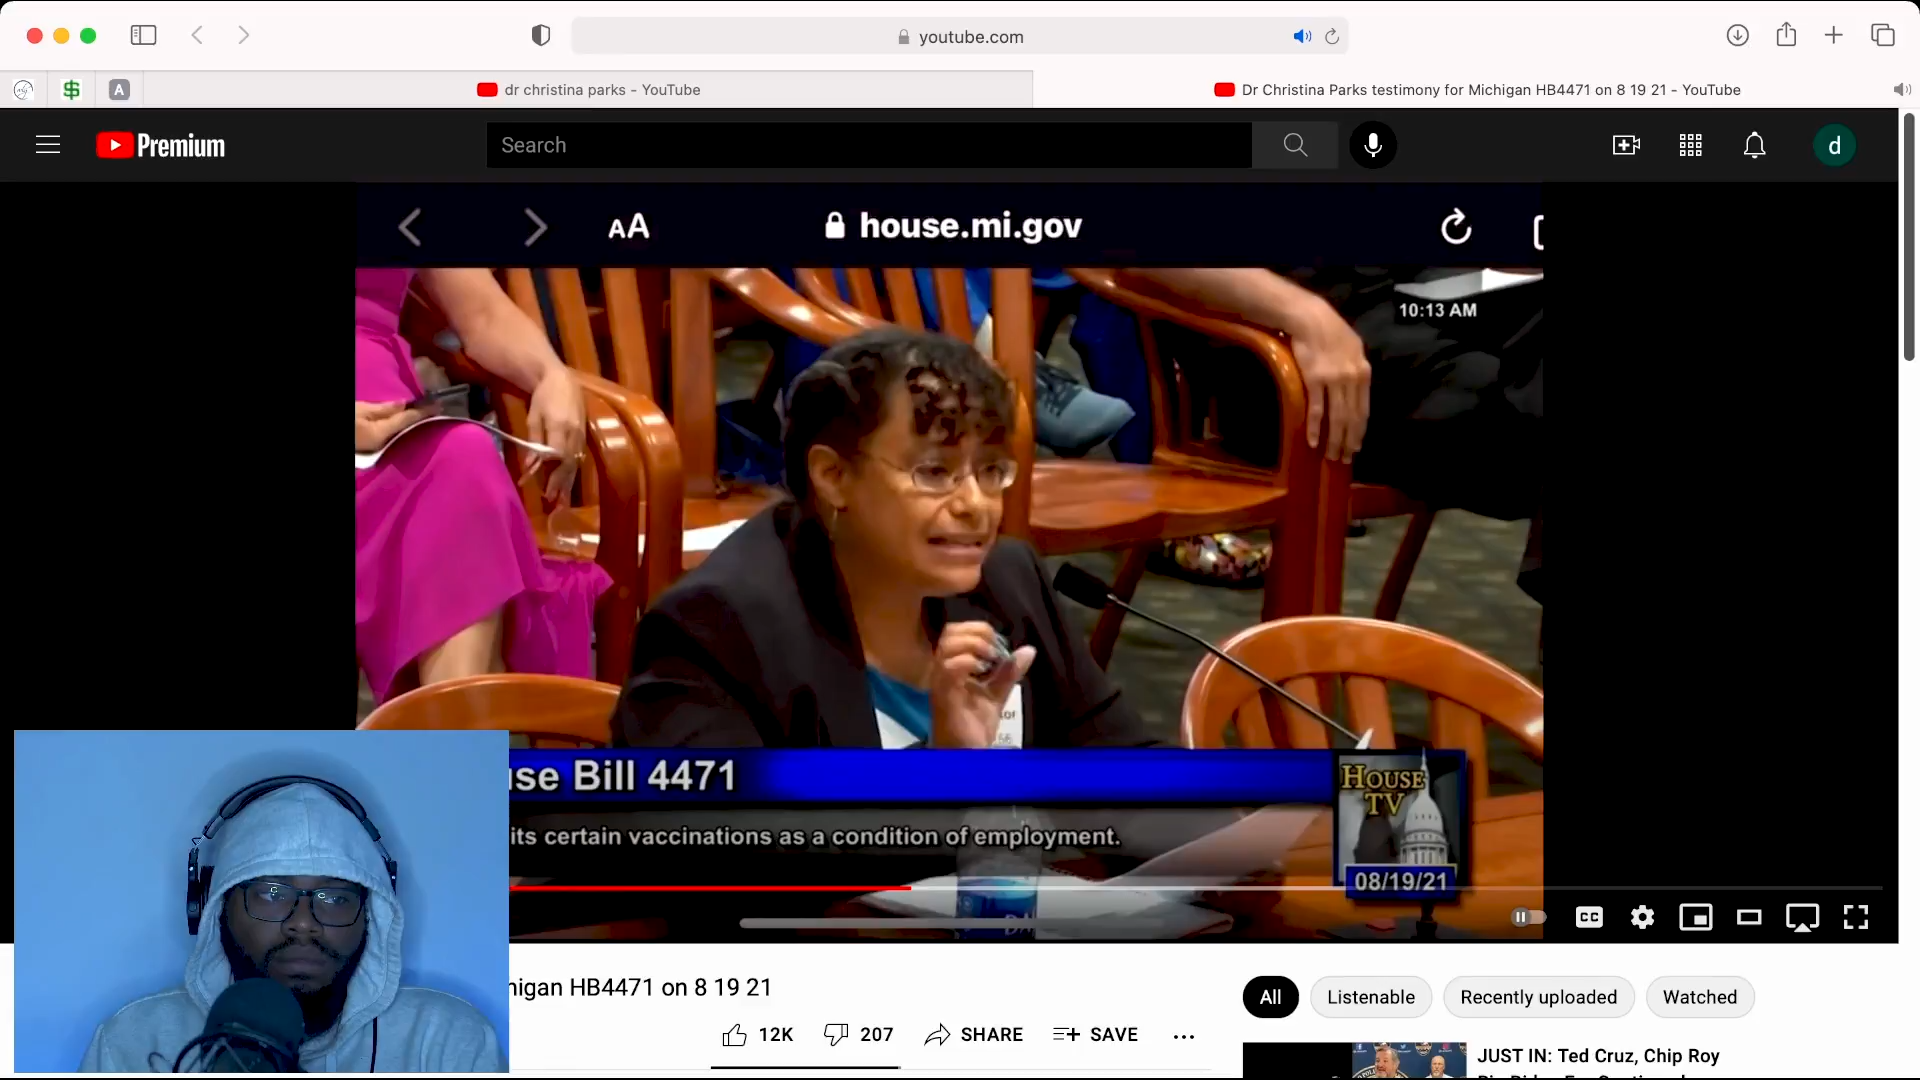 youtube.com
A
dr christina parks - YouTube
Dr Christina Parks testimony for Michigan HB4471 on 8 19 21 - YouTube
Premium
Search
d
AA
house.mi.gov
10:13 AM
use Bill 4471
its certain vaccinations as a condition of employment.
HOUSE
TV
08/19/21
CC
higan HB4471 on 8 19 21
12K
207
SHARE
SAVE
All
Listenable
Recently uploaded
Watched
JUST IN: Ted Cruz, Chip Roy